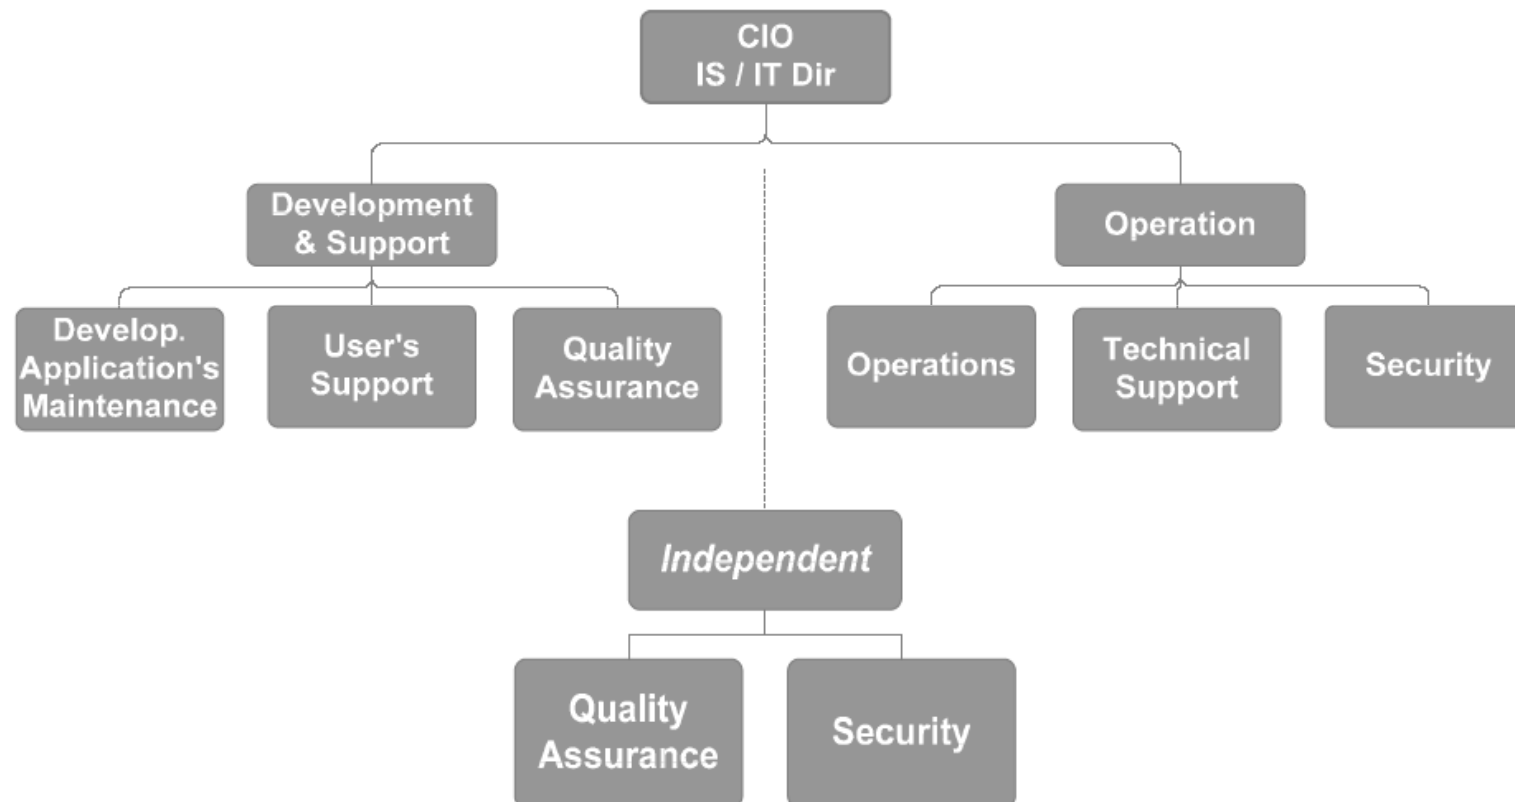 CIO
IS / IT Dir
Development
& Support
Operation
Develop.
Application's
Maintenance
User's
Support
Quality
Assurance
Operations
Technical
Support
Security
Independent
Quality
Assurance
Security